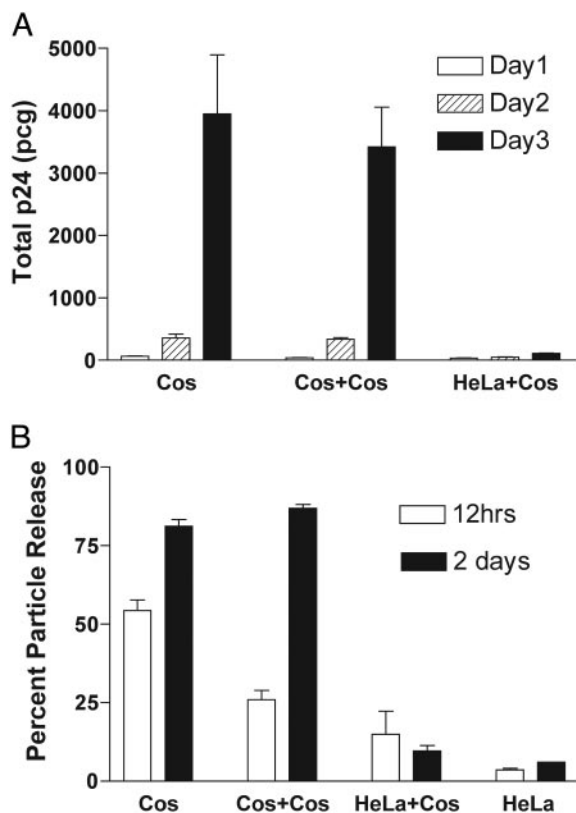 A
Total p24 (pcg)
5000
4000
3000
2000
1000
0
Day1
Day2
Day3
Cos
Cos+Cos
HeLa+Cos
B
Percent Particle Release
100
75
50
25
0
12hrs
2 days
Cos
Cos+Cos
HeLa+Cos
HeLa